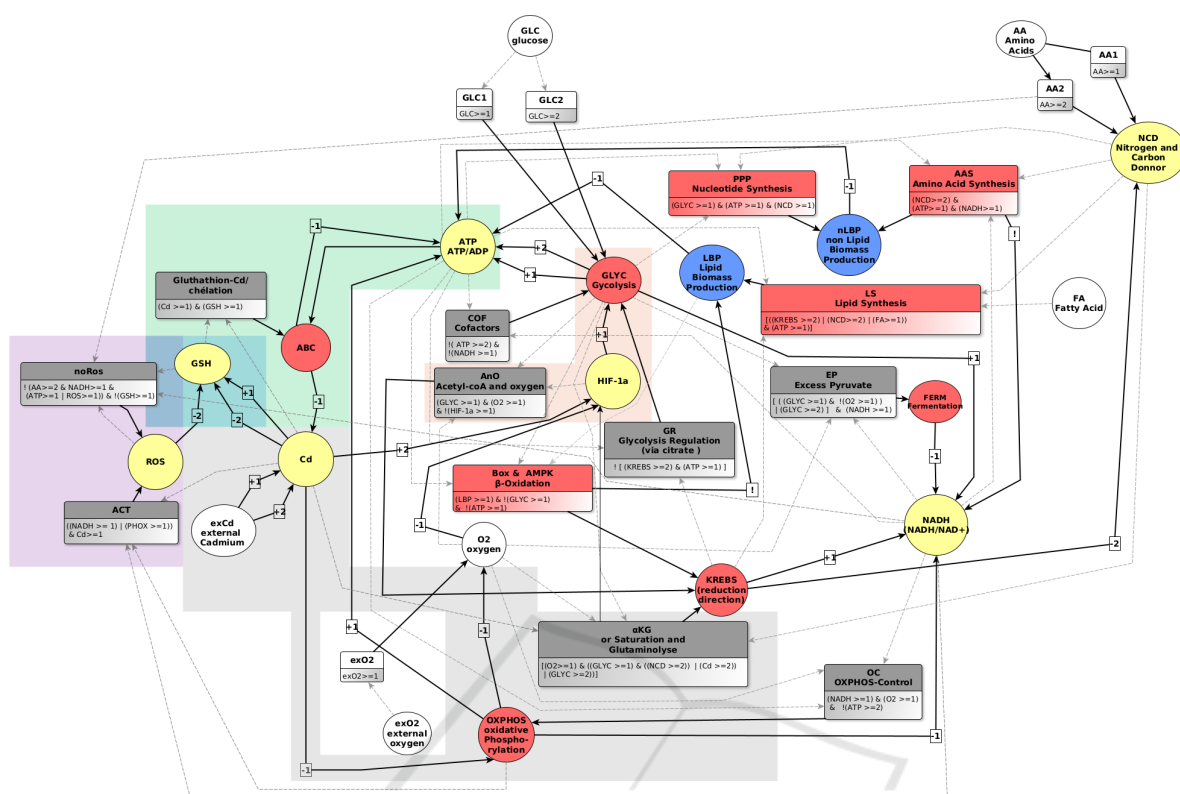 GLC
glucose
AA
Amino
Acids
AA1
AA>=1
AA2
AA>=2
GLC1
GLC>=1
GLC2
GLC>=2
NCD
Nitrogen and
Carbon
Donnor
PPP
Nucleotide Synthesis
(GLYC >=1) & (ATP >=1) & (NCD >=1)
AAS
Amino Acid Synthesis
(NCD>=2) &
(ATP>=1) & (NADH>=1)
-1
-1
-1
!
ATP
ATP/ADP
+2
+1
nLBP
non Lipid
Biomass
Production
LBP
Lipid
Biomass
Production
GLYC
Gycolysis
Gluthathion-Cd/
chélation
(Cd >=1) & (GSH >=1)
LS
Lipid Synthesis
[((KREBS >=2) | (NCD>=2) | (FA>=1))
& (ATP >=1)]
FA
Fatty Acid
COF
Cofactors
!( ATP >=2) &
!(NADH >=1)
+1
ABC
GSH
noRos
! (AA>=2 & NADH>=1 &
(ATP>=1 | ROS>=1)) & !(GSH>=1)
AnO
Acetyl-coA and oxygen
(GLYC >=1) & (O2 >=1)
& !(HIF-1a >=1)
HIF-1a
+1
EP
Excess Pyruvate
[ ( (GLYC >=1) &  !(O2 >=1) )
| (GLYC >=2) ]  &  (NADH >=1)
FERM
Fermentation
+1
-1
-2
-2
GR
Glycolysis Regulation
(via citrate )
! [ (KREBS >=2) & (ATP >=1) ]
+2
-1
ROS
Cd
Box &  AMPK
β-Oxidation
(LBP >=1) & !(GLYC >=1)
&  !(ATP >=1)
!
+1
+2
ACT
((NADH >= 1) | (PHOX >=1))
& Cd>=1
exCd
external
Cadmium
-1
O2
oxygen
NADH
(NADH/NAD+)
+1
-2
KREBS
(reduction
direction)
+1
-1
αKG
or Saturation and
Glutaminolyse
[(O2>=1) & ((GLYC >=1) & ((NCD >=2))  | (Cd >=2))
| (GLYC >=2))]
exO2
exO2>=1
OC
OXPHOS-Control
(NADH >=1) & (O2 >=1)
&   !(ATP >=2)
exO2
external
oxygen
OXPHOS
oxidative
Phospho-
rylation
-1
-1